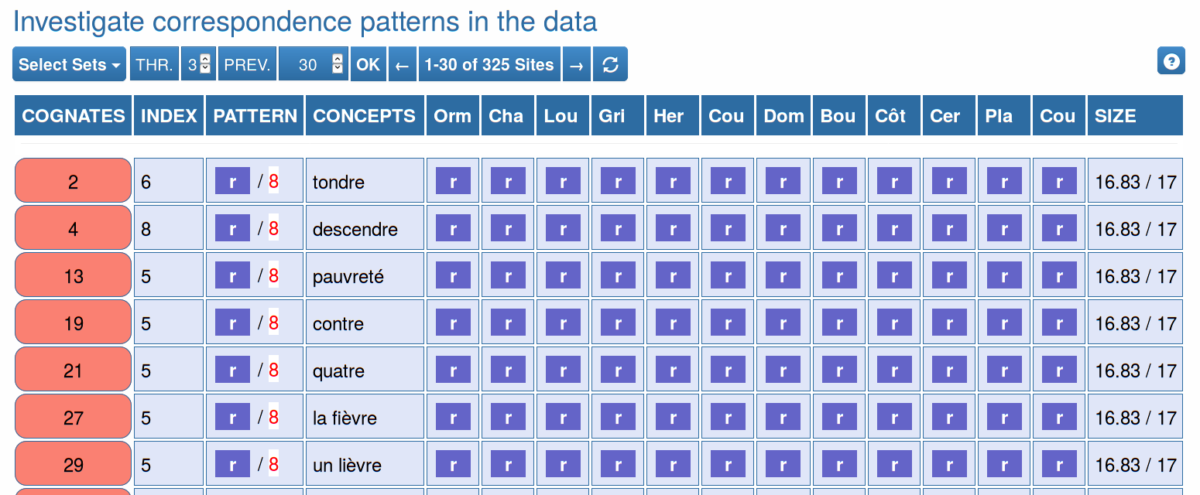 Investigate correspondence patterns in the data
Select Sets THR. 3 PREV. 30 OK ← 1-30 of 325 Sites → ?
COGNATES INDEX PATTERN CONCEPTS Orm Cha Lou Gri Her Cou Dom Bou Côt Cer Pla Cou SIZE
2 6 r / 8 tondre r r r r r r r r r r r r 16.83 / 17
4 8 r / 8 descendre r r r r r r r r r r r r 16.83 / 17
13 5 r / 8 pauvreté r r r r r r r r r r r r 16.83 / 17
19 5 r / 8 contre r r r r r r r r r r r r 16.83 / 17
21 5 r / 8 quatre r r r r r r r r r r r r 16.83 / 17
27 5 r / 8 la fièvre r r r r r r r r r r r r 16.83 / 17
29 5 r / 8 un lièvre r r r r r r r r r r r r 16.83 / 17